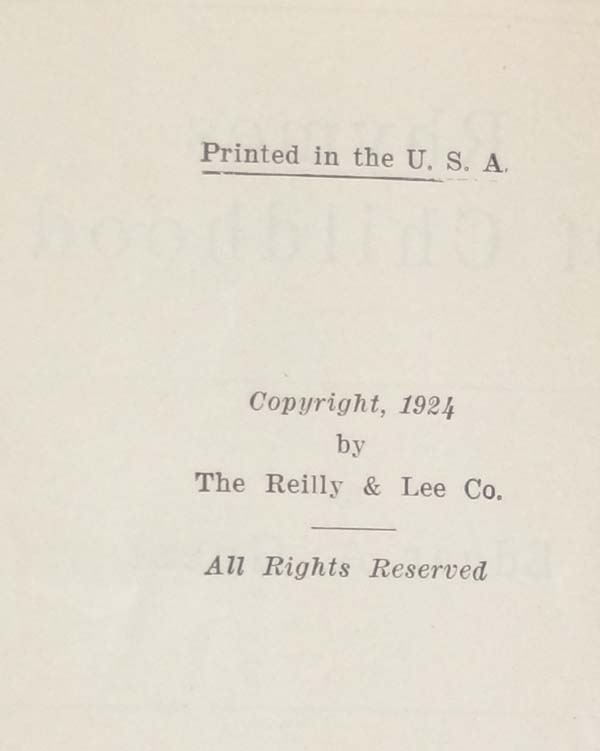 Printed in the U. S. A.
Copyright, 1924
by
The Reilly & Lee Co.
All Rights Reserved